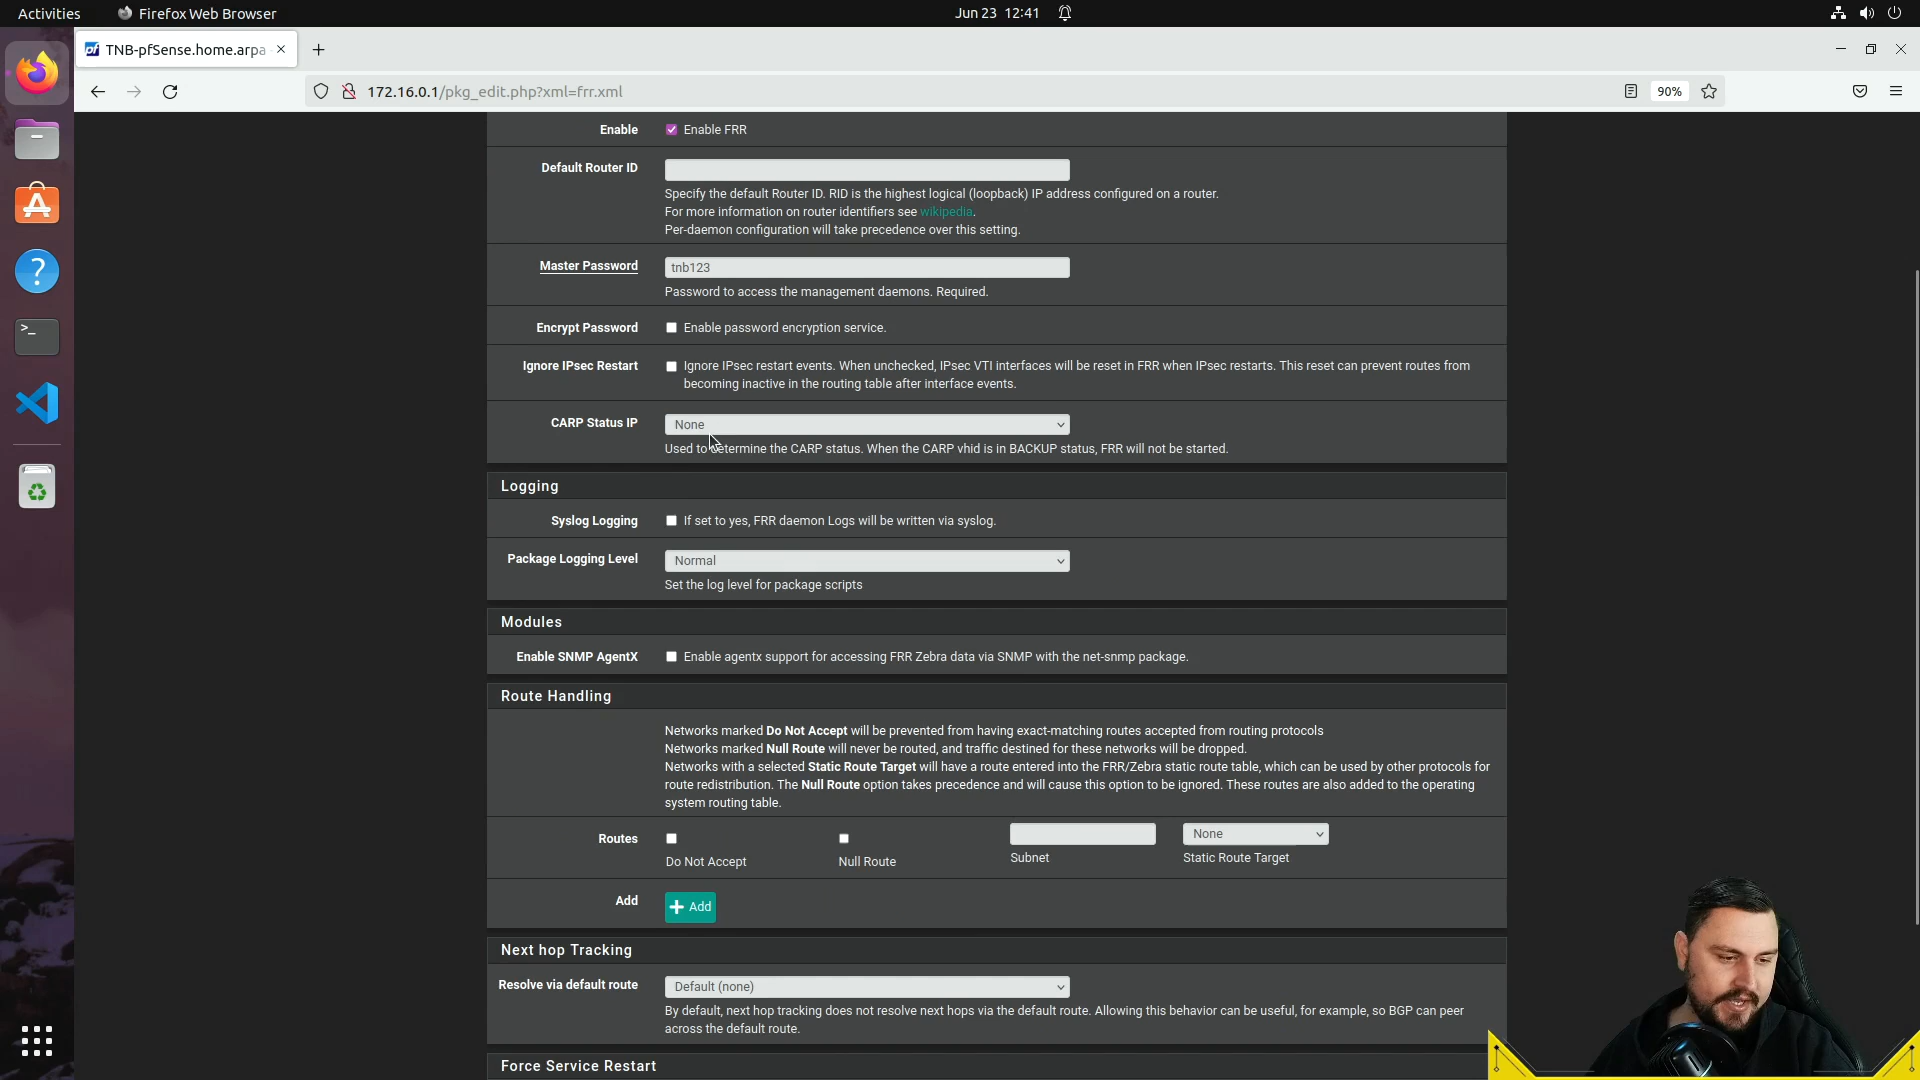 Activities
Firefox Web Browser
Jun 23 12:41
TNB-pfSense.home.arpa
172.16.0.1/pkg_edit.php?xml=frr.xml
90%
Enable
Enable FRR
Default Router ID
Specify the default Router ID. RID is the highest logical (loopback) IP address configured on a router.
For more information on router identifiers see wikipedia.
Per-daemon configuration will take precedence over this setting.
Master Password
tnb123
Password to access the management daemons. Required.
Encrypt Password
Enable password encryption service.
Ignore IPsec Restart
Ignore IPsec restart events. When unchecked, IPsec VTI interfaces will be reset in FRR when IPsec restarts. This reset can prevent routes from
becoming inactive in the routing table after interface events.
CARP Status IP
None
Used to determine the CARP status. When the CARP vhid is in BACKUP status, FRR will not be started.
Logging
Syslog Logging
If set to yes, FRR daemon Logs will be written via syslog.
Package Logging Level
Normal
Set the log level for package scripts
Modules
Enable SNMP AgentX
Enable agentx support for accessing FRR Zebra data via SNMP with the net-snmp package.
Route Handling
Networks marked Do Not Accept will be prevented from having exact-matching routes accepted from routing protocols
Networks marked Null Route will never be routed, and traffic destined for these networks will be dropped.
Networks with a selected Static Route Target will have a route entered into the FRR/Zebra static route table, which can be used by other protocols for
route redistribution. The Null Route option takes precedence and will cause this option to be ignored. These routes are also added to the operating
system routing table.
Routes
None
Do Not Accept
Null Route
Subnet
Static Route Target
Add
Add
Next hop Tracking
Resolve via default route
Default (none)
By default, next hop tracking does not resolve next hops via the default route. Allowing this behavior can be useful, for example, so BGP can peer
across the default route.
Force Service Restart